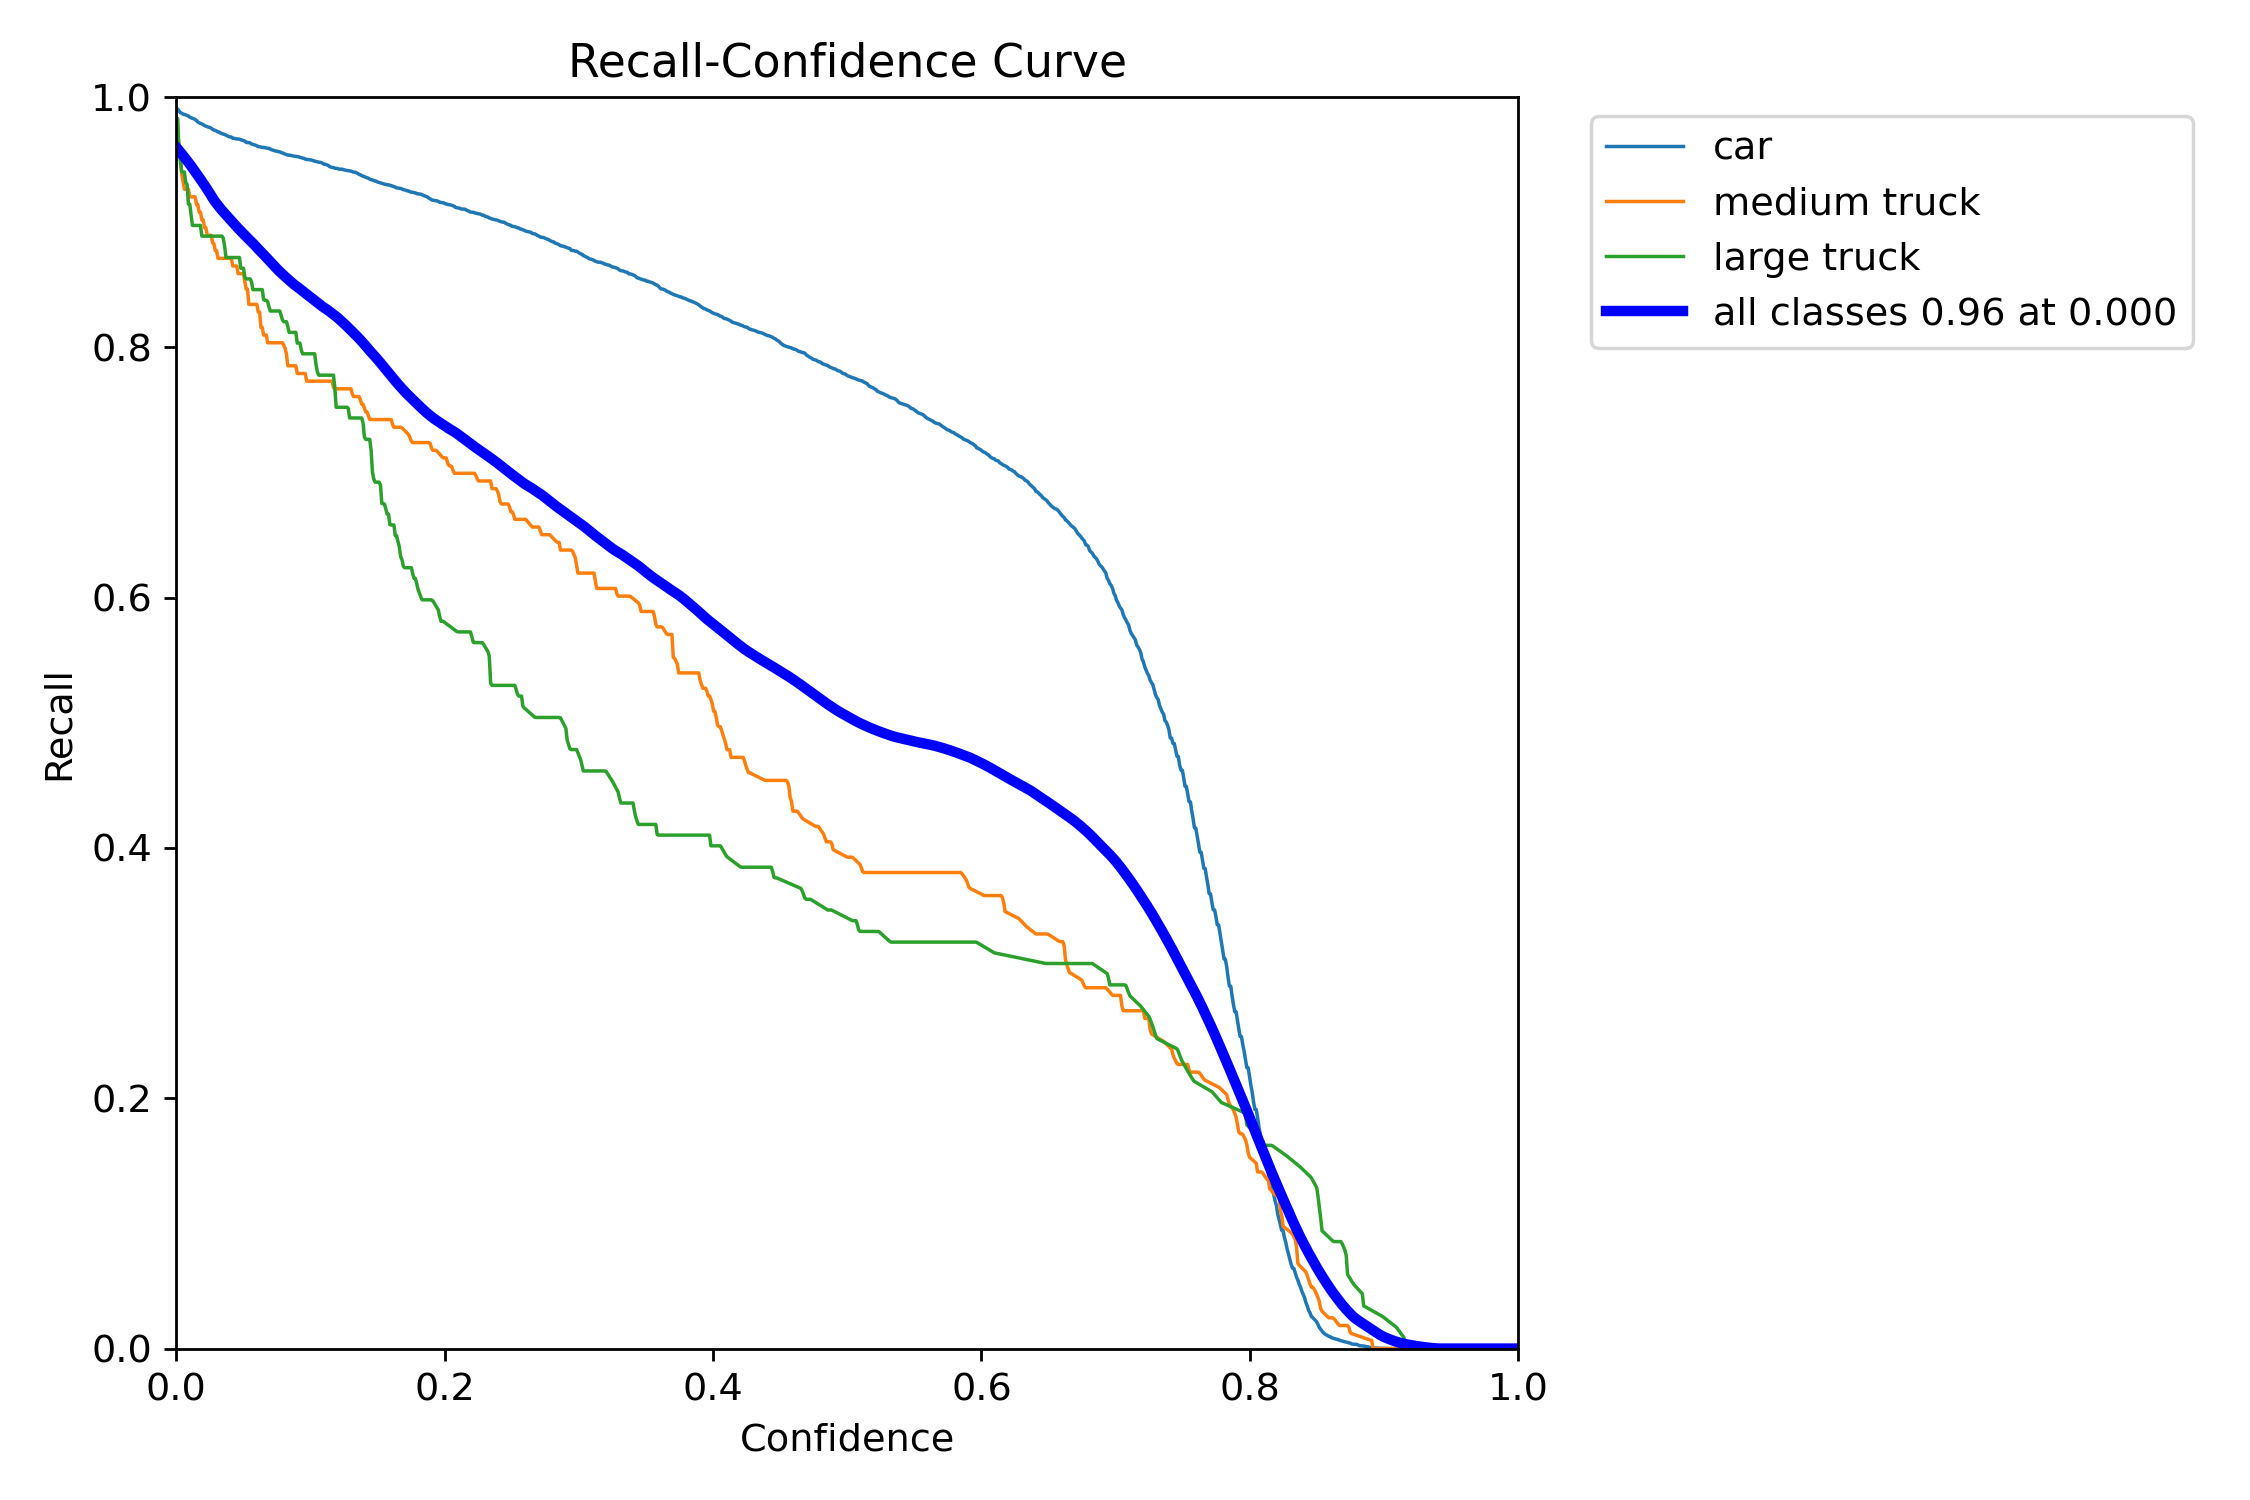 Recall-Confidence Curve
1.0
0.8
0.6
0.4
0.2
0.0
Recall
0.0 0.2 0.4 0.6 0.8 1.0
Confidence
car
medium truck
large truck
all classes 0.96 at 0.000